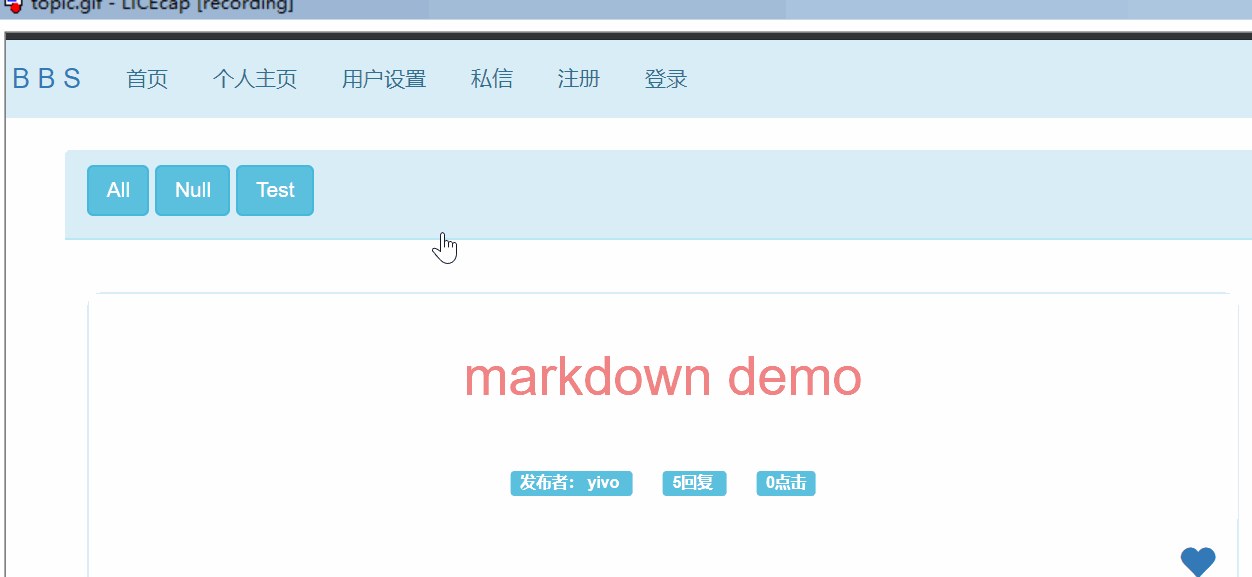 topic.gif - LICEcap [recording]
B B S 首页 个人主页 用户设置 私信 注册 登录
All Null Test
markdown demo
发布者： yivo 5回复 0点击